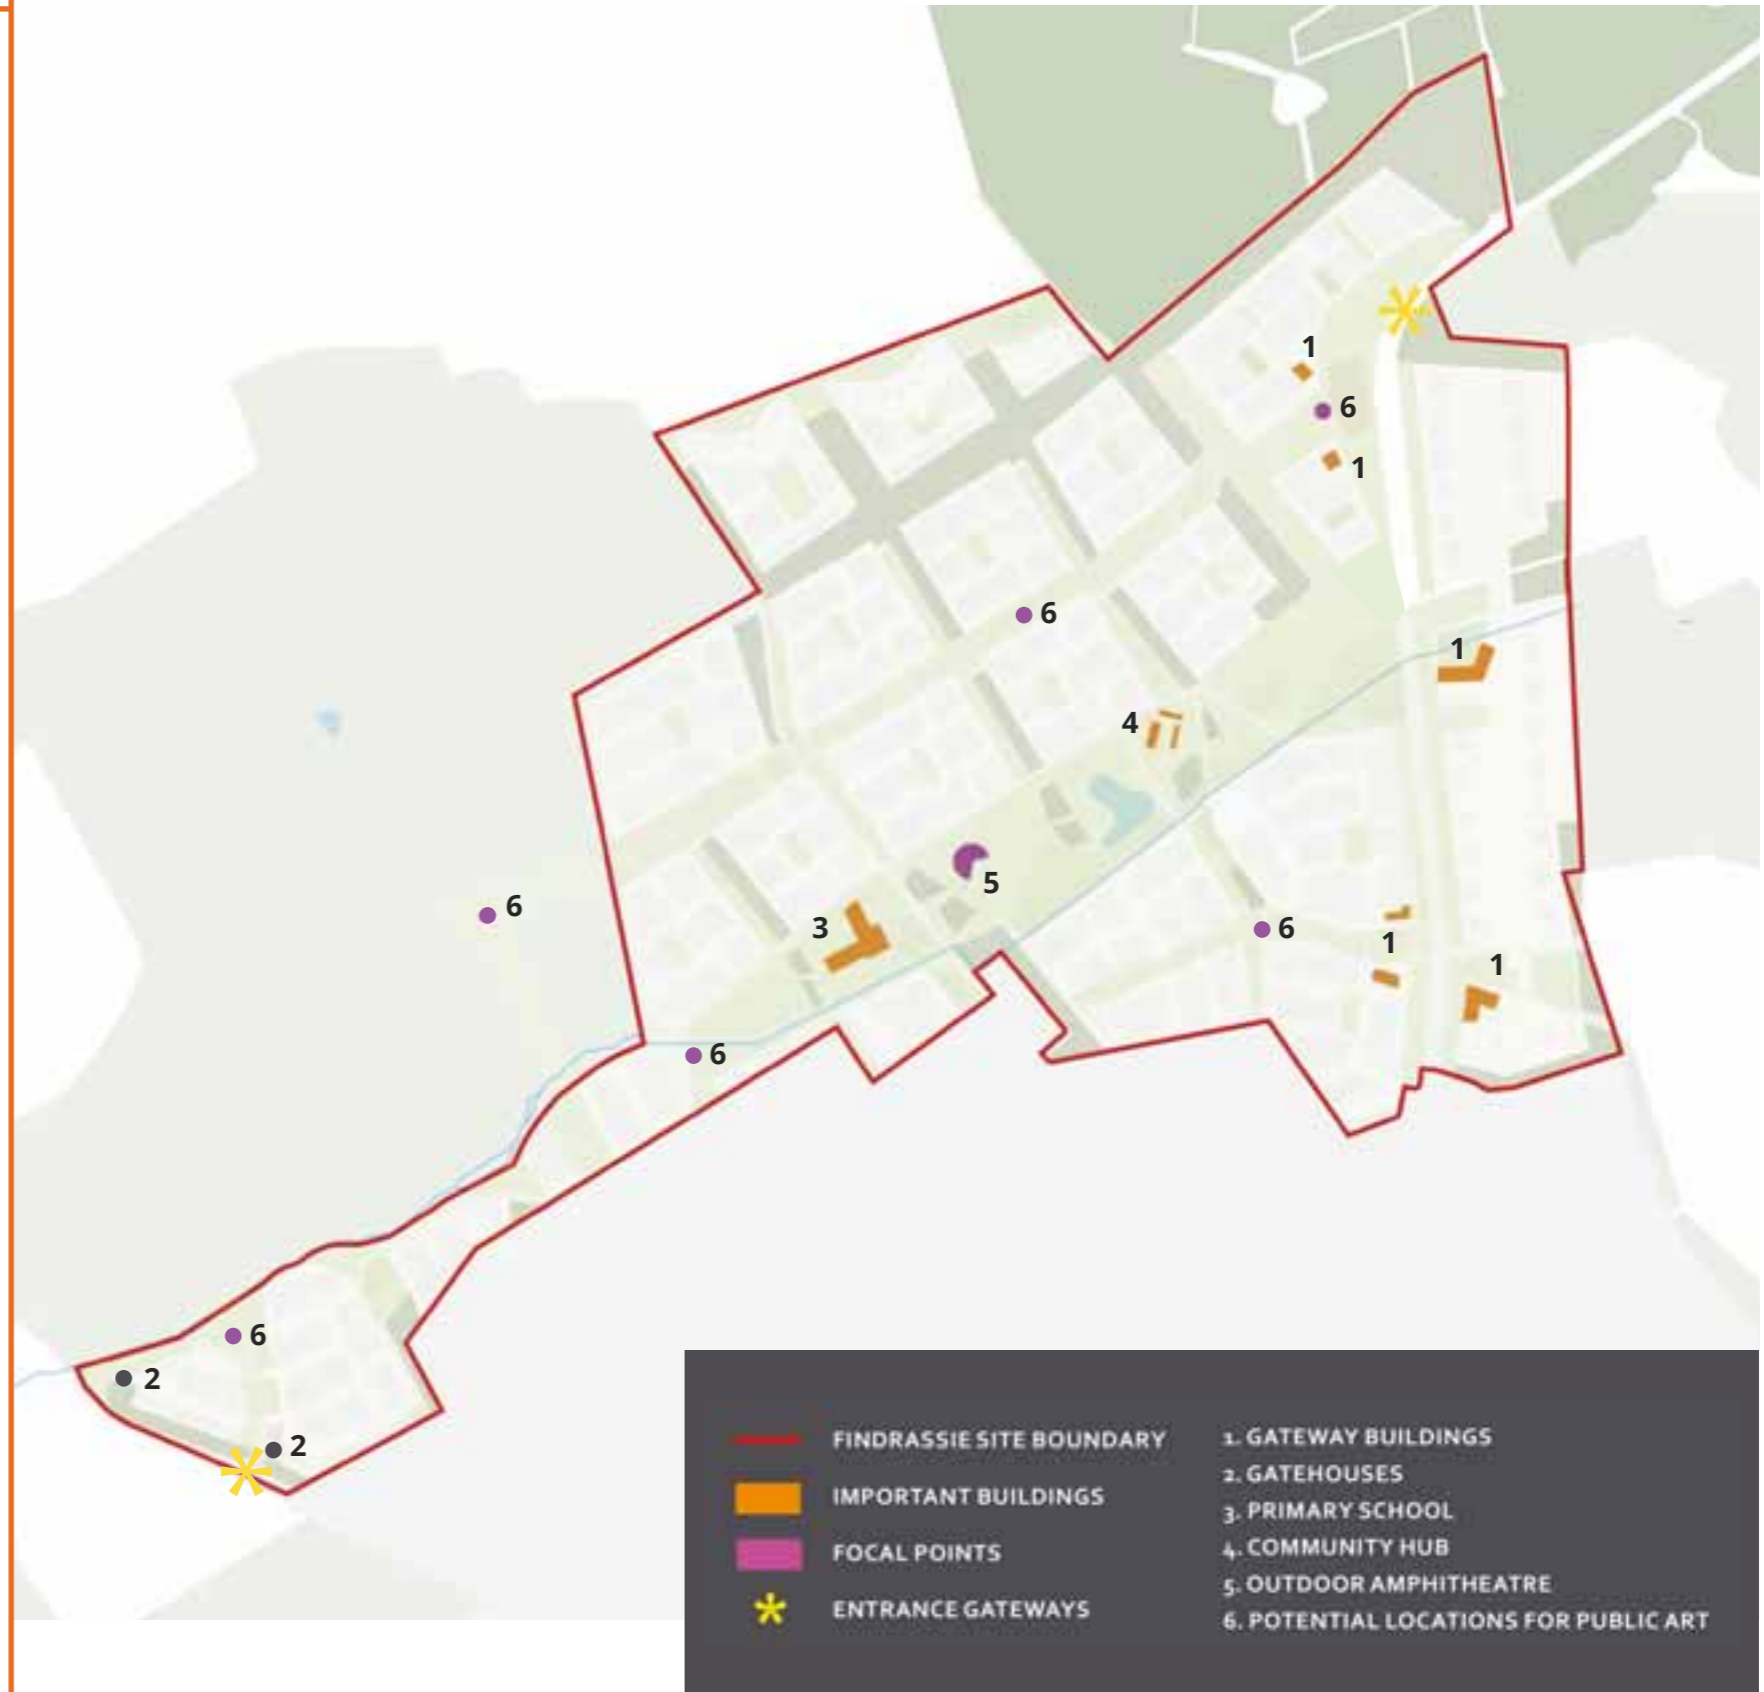 1
6
1
6
1
4
5
6
3
6
1
1
6
6
2
2
FINDRASSIE SITE BOUNDARY
IMPORTANT BUILDINGS
FOCAL POINTS
ENTRANCE GATEWAYS
1. GATEWAY BUILDINGS
2. GATEHOUSES
3. PRIMARY SCHOOL
4. COMMUNITY HUB
5. OUTDOOR AMPHITHEATRE
6. POTENTIAL LOCATIONS FOR PUBLIC ART